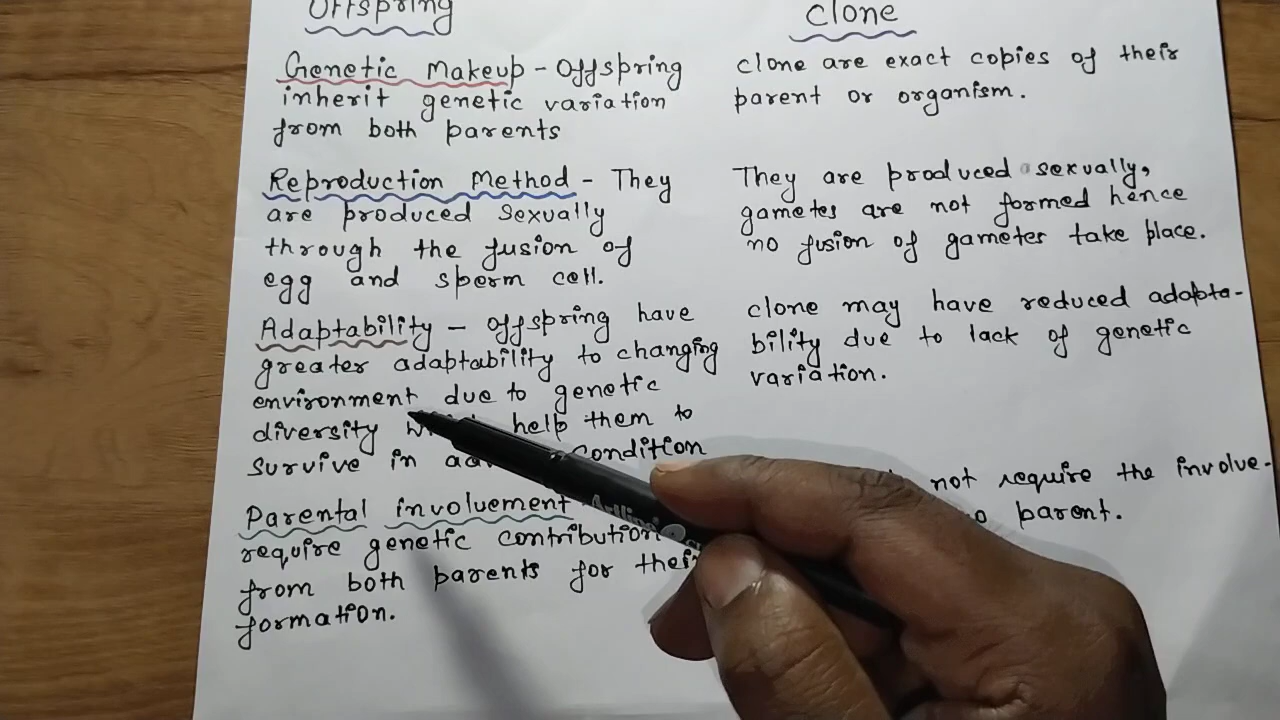 Offspring
Genetic Makeup - Offspring
inherit genetic variation
from both parents
Reproduction Method - They
are produced sexually
through the fusion of
egg and sperm cell.
Adaptability - Offspring have
greater adaptability to changing
environment due to genetic
diversity help them to
survive in condition
Parental involvement
require genetic contribution
from both parents for their
formation.
Clone
clone are exact copies of their
parent or organism.
They are produced sexually,
gametes are not formed hence
no fusion of gametes take place.
clone may have reduced adapta-
bility due to lack of genetic
variation.
not require the involve-
parent.
Artline